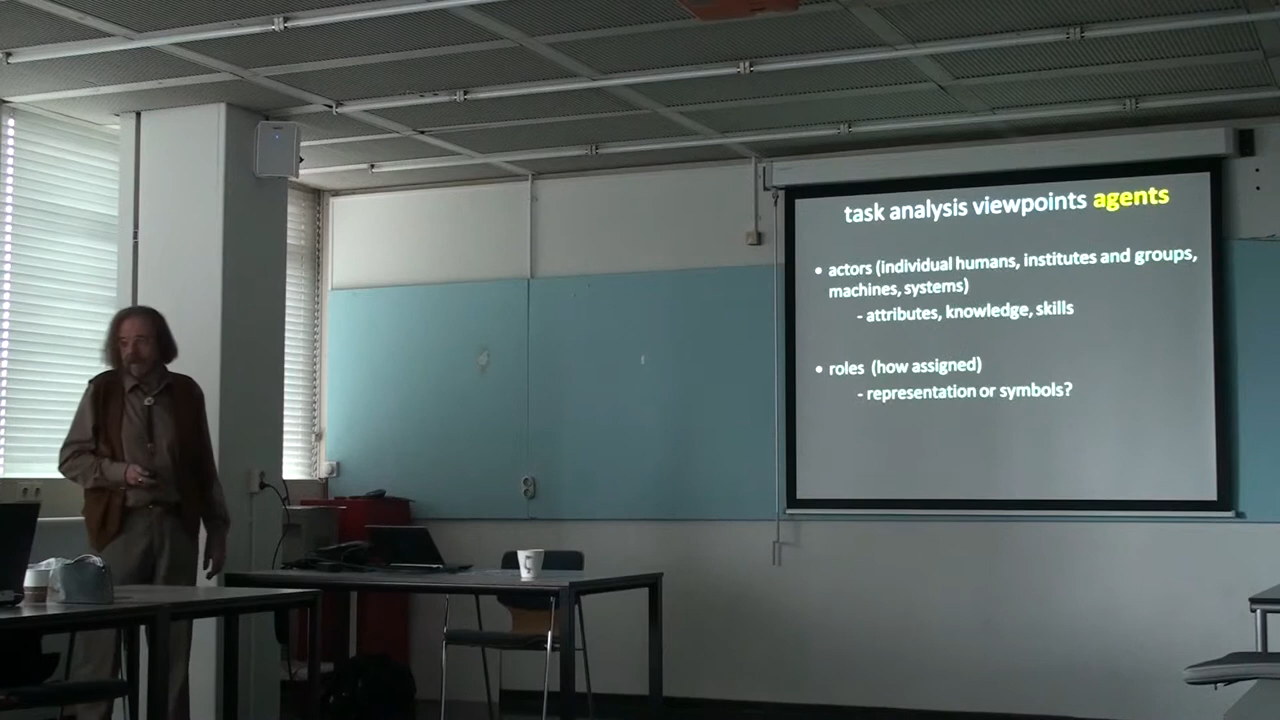 task analysis viewpoints agents
• actors (individual humans, institutes and groups,
machines, systems)
- attributes, knowledge, skills
• roles (how assigned)
- representation or symbols?